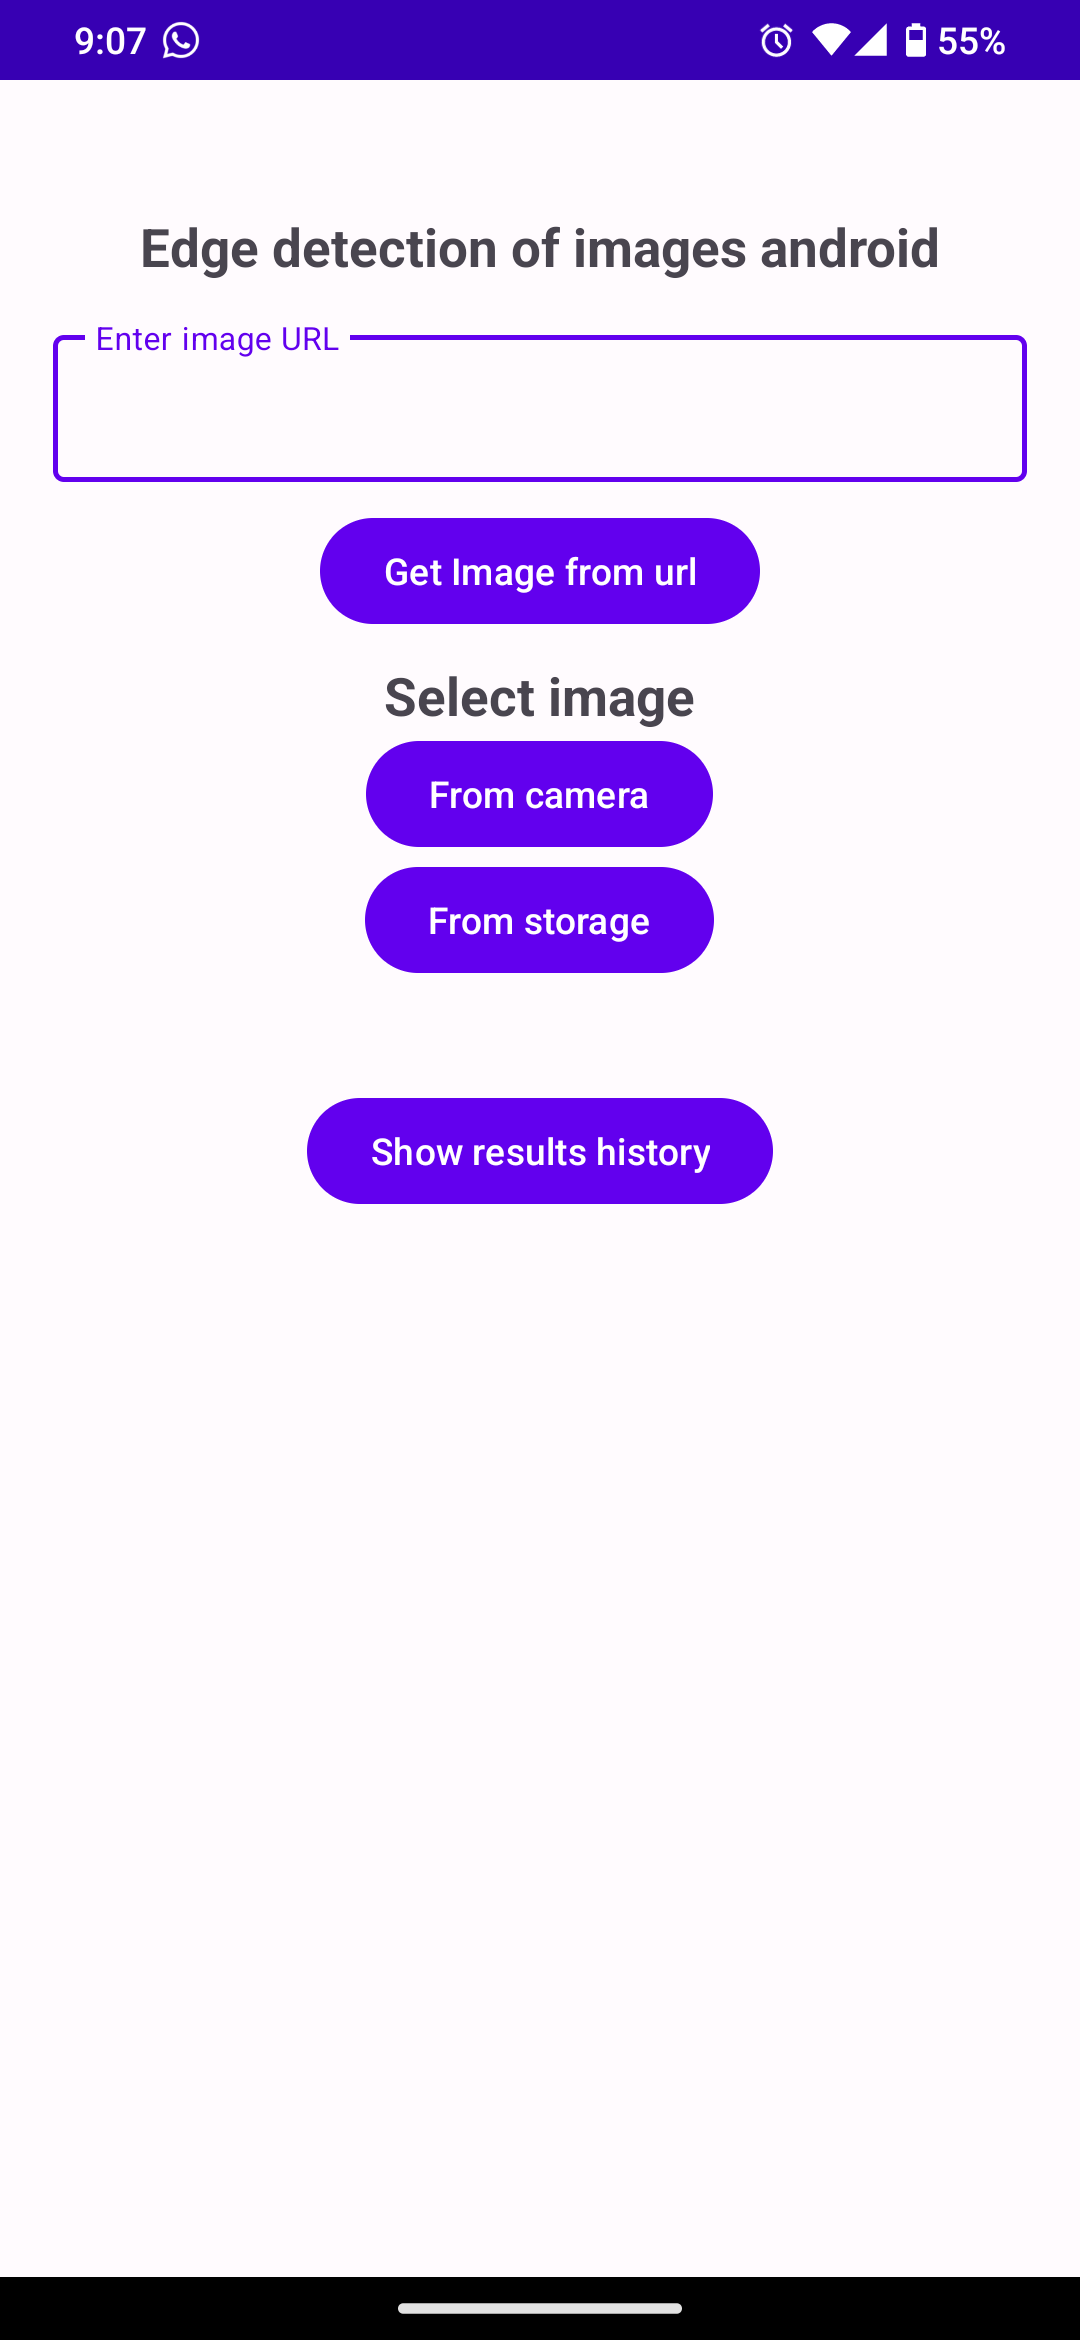 9:07 55%
Edge detection of images android
Enter image URL
Get Image from url
Select image
From camera
From storage
Show results history